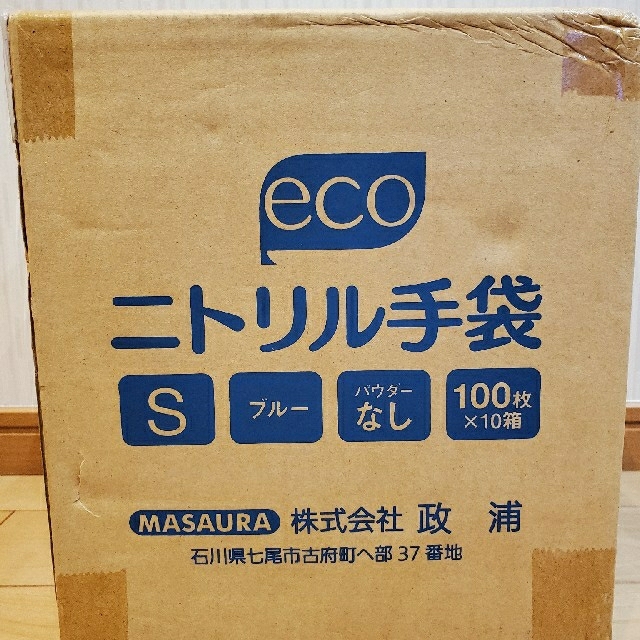 eco
ニトリル手袋
S ブルー パウダーなし 100枚×10箱
MASAURA 株式会社 政浦
石川県七尾市古府町へ部37番地